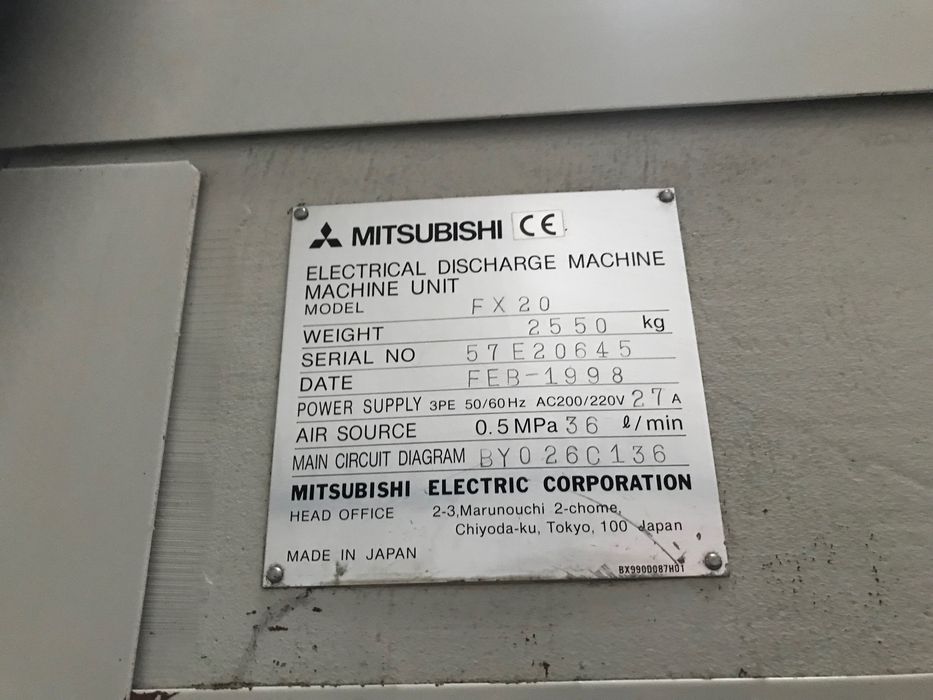 MITSUBISHI CE
ELECTRICAL DISCHARGE MACHINE
MACHINE UNIT
MODEL FX20
WEIGHT 2550 kg
SERIAL NO 57E20645
DATE FEB-1998
POWER SUPPLY 3PE 50/60Hz AC200/220V 27 A
AIR SOURCE 0.5MPa 36 ℓ/min
MAIN CIRCUIT DIAGRAM BY026C136
MITSUBISHI ELECTRIC CORPORATION
HEAD OFFICE 2-3,Marunouchi 2-chome,
Chiyoda-ku, Tokyo, 100 Japan
MADE IN JAPAN
BX990D087H01